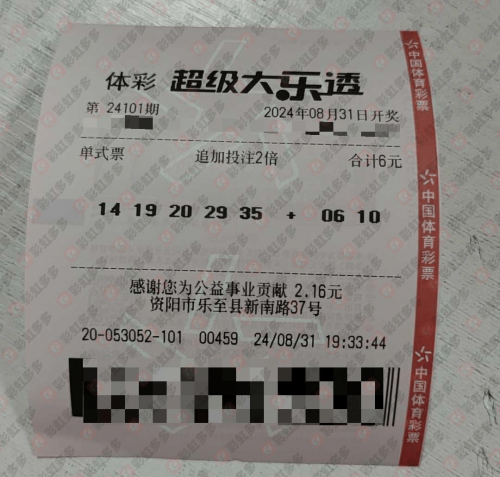 体彩 超级大乐透
第 24101期 2024年08月31日开奖
单式票 追加投注2倍 合计6元
14 19 20 29 35 + 06 10
感谢您为公益事业贡献 2.16元
资阳市乐至县新南路37号
20-053052-101 00459 24/08/31 19:33:44
中国体育彩票
中国体育彩票
中国体育彩票
彩虹多多